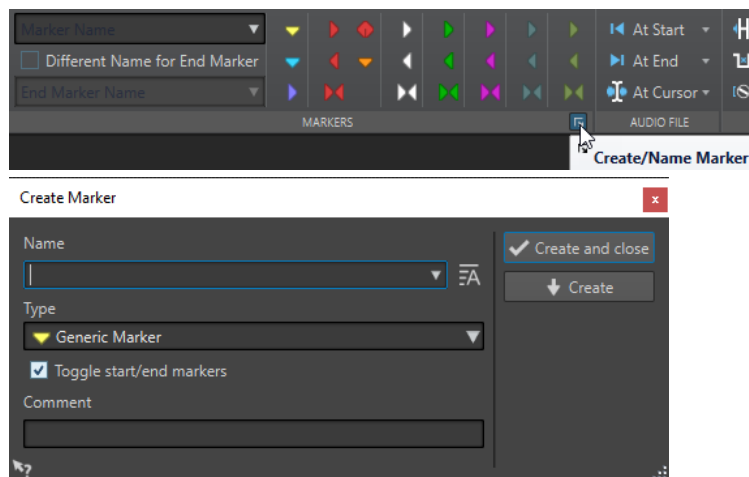 Marker Name
At Start
Different Name for End Marker
At End
End Marker Name
At Cursor
MARKERS
AUDIO FILE
Create/Name Marker
Create Marker
x
Name
Create and close
Create
Type
Generic Marker
Toggle start/end markers
Comment